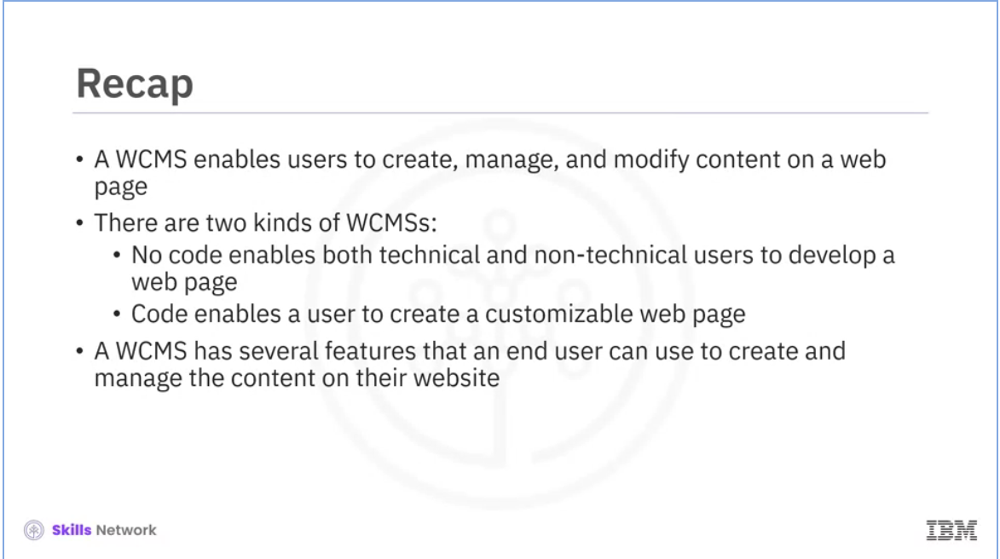 Recap
• A WCMS enables users to create, manage, and modify content on a web
page
• There are two kinds of WCMSs:
• No code enables both technical and non-technical users to develop a
web page
• Code enables a user to create a customizable web page
• A WCMS has several features that an end user can use to create and
manage the content on their website
Skills Network
IBM